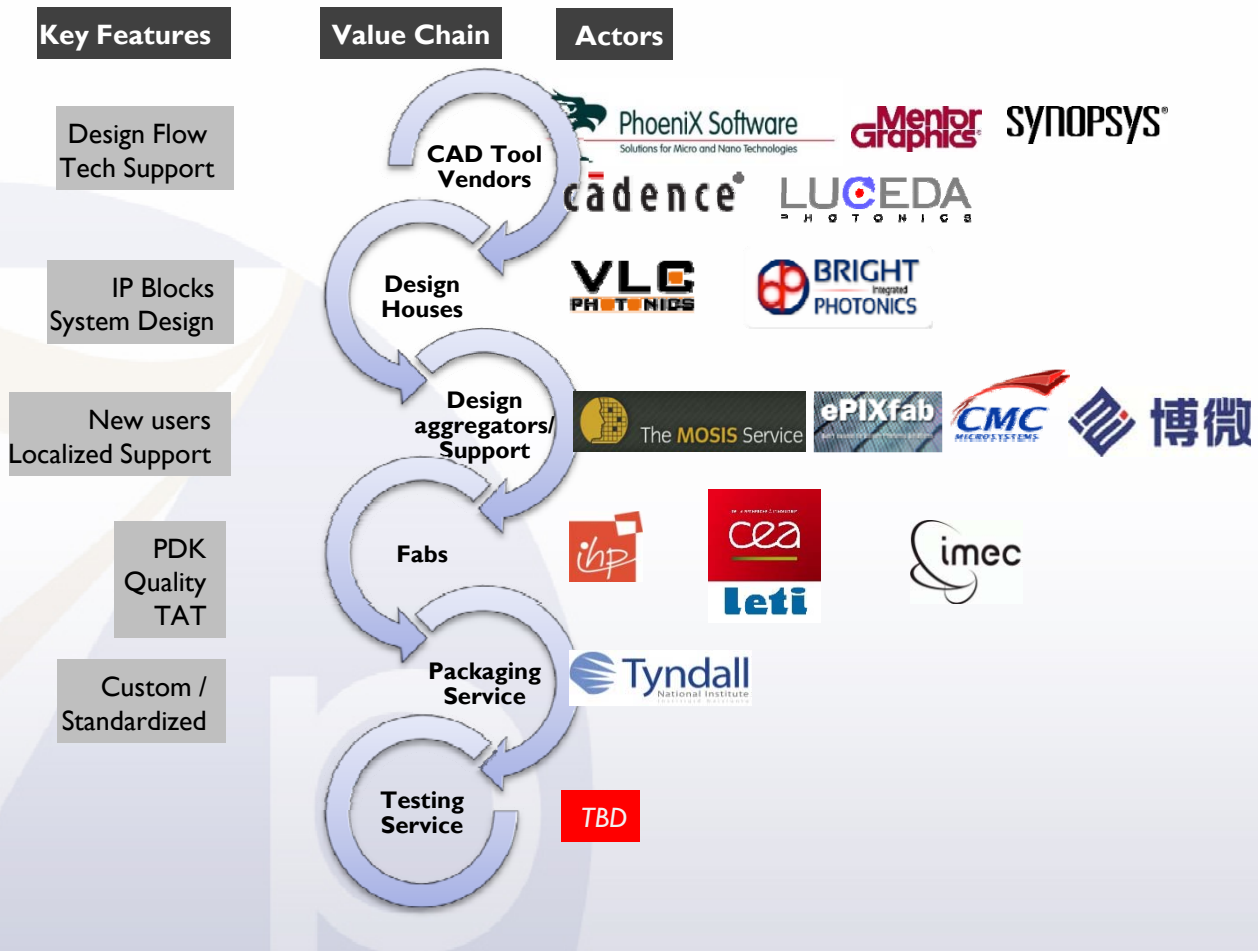 Key Features
Value Chain
Actors
Design Flow
Tech Support
CAD Tool
Vendors
PhoeniX Software
Solutions for Micro and Nano Technologies
Mentor
Graphics
SYNOPSYS®
cādence
LUCEDA
PHOTONICS
IP Blocks
System Design
Design
Houses
VLC
PHOTONICS
BRIGHT
Integrated
PHOTONICS
New users
Localized Support
Design
aggregators/
Support
The MOSIS Service
ePIXfab
CMC
MICROSYSTEMS
博微
PDK
Quality
TAT
Fabs
ihp
cea
leti
imec
Custom /
Standardized
Packaging
Service
Tyndall
National Institute
Testing
Service
TBD